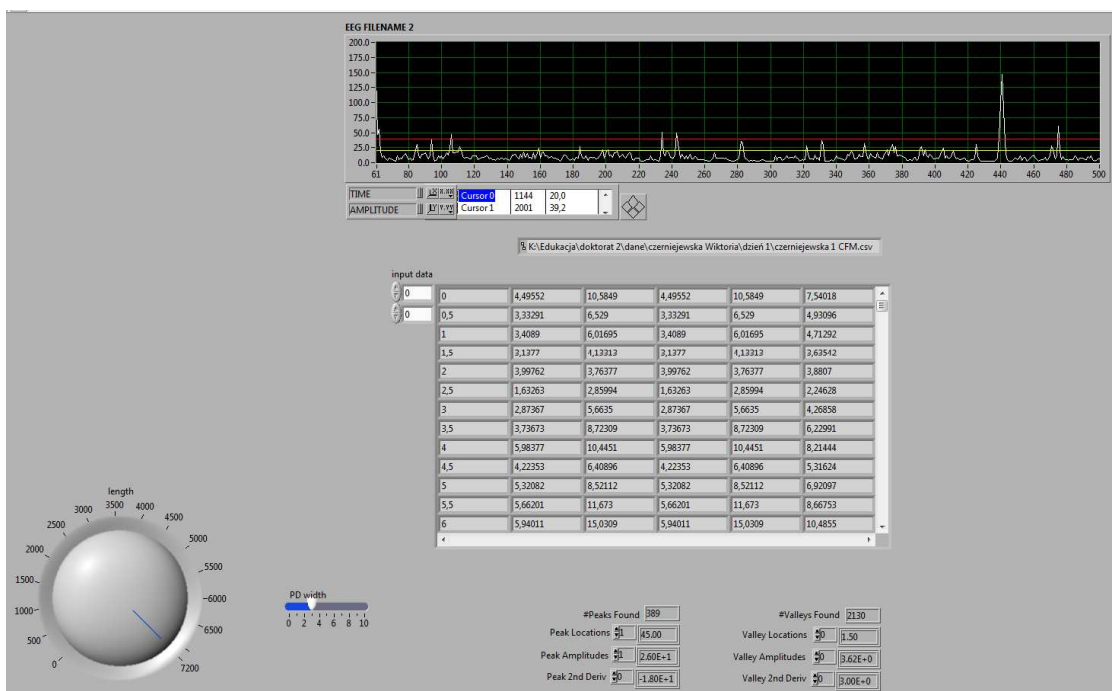 EEG FILENAME 2
200.0
175.0
150.0
125.0
100.0
75.0
50.0
25.0
0.0
61 80 100 120 140 160 180 200 220 240 260 280 300 320 340 360 380 400 420 440 460 480 500
TIME
AMPLITUDE
Cursor 0 1144 20,0
Cursor 1 2001 39,2
K:\Edukacja\doktorat 2\dane\czerniejewska Wiktoria\dzień 1\czerniejewska 1 CFM.csv
input data
0
0
0 4,49552 10,5849 4,49552 10,5849 7,54018
0,5 3,33291 6,529 3,33291 6,529 4,93096
1 3,4089 6,01695 3,4089 6,01695 4,71292
1,5 3,1377 4,13313 3,1377 4,13313 3,63542
2 3,99762 3,76377 3,99762 3,76377 3,8807
2,5 1,63263 2,85994 1,63263 2,85994 2,24628
3 2,87367 5,6635 2,87367 5,6635 4,26858
3,5 3,73673 8,72309 3,73673 8,72309 6,22991
4 5,98377 10,4451 5,98377 10,4451 8,21444
4,5 4,22353 6,40896 4,22353 6,40896 5,31624
5 5,32082 8,52112 5,32082 8,52112 6,92097
5,5 5,66201 11,673 5,66201 11,673 8,66753
6 5,94011 15,0309 5,94011 15,0309 10,4855
length
0 500 1000 1500 2000 2500 3000 3500 4000 4500 5000 5500 6000 6500 7200
PD width
0 2 4 6 8 10
#Peaks Found 389
Peak Locations 1 45.00
Peak Amplitudes 1 2.60E+1
Peak 2nd Deriv 0 -1.80E+1
#Valleys Found 2130
Valley Locations 0 1.50
Valley Amplitudes 0 3.62E+0
Valley 2nd Deriv 0 3.00E+0